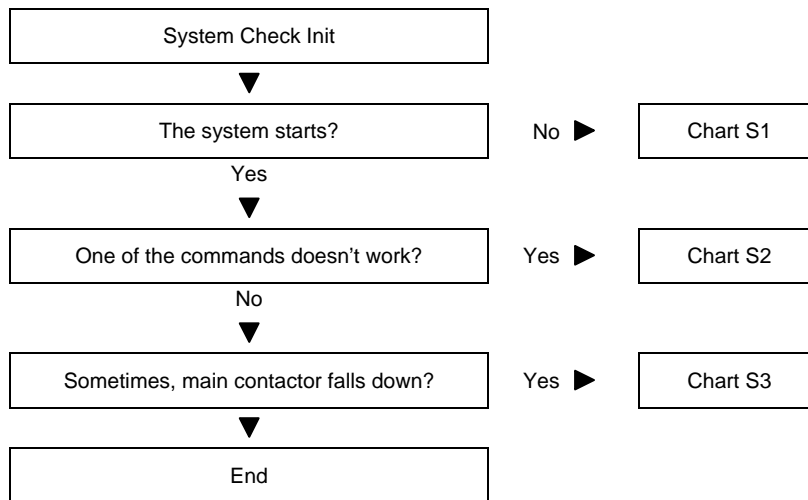 System Check Init
The system starts?
No
Chart S1
Yes
One of the commands doesn't work?
Yes
Chart S2
No
Sometimes, main contactor falls down?
Yes
Chart S3
End